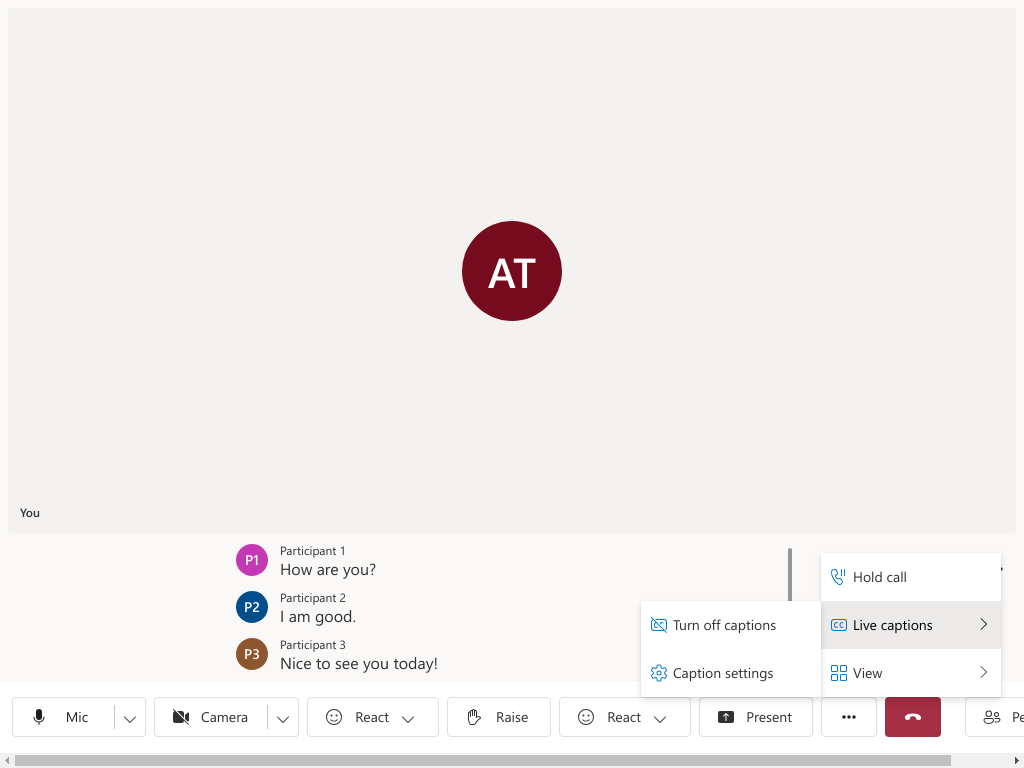 AT
You
P1
Participant 1
How are you?
P2
Participant 2
I am good.
P3
Participant 3
Nice to see you today!
Hold call
Turn off captions
CC Live captions
Caption settings
View
Mic
Camera
React
Raise
React
Present
Pe